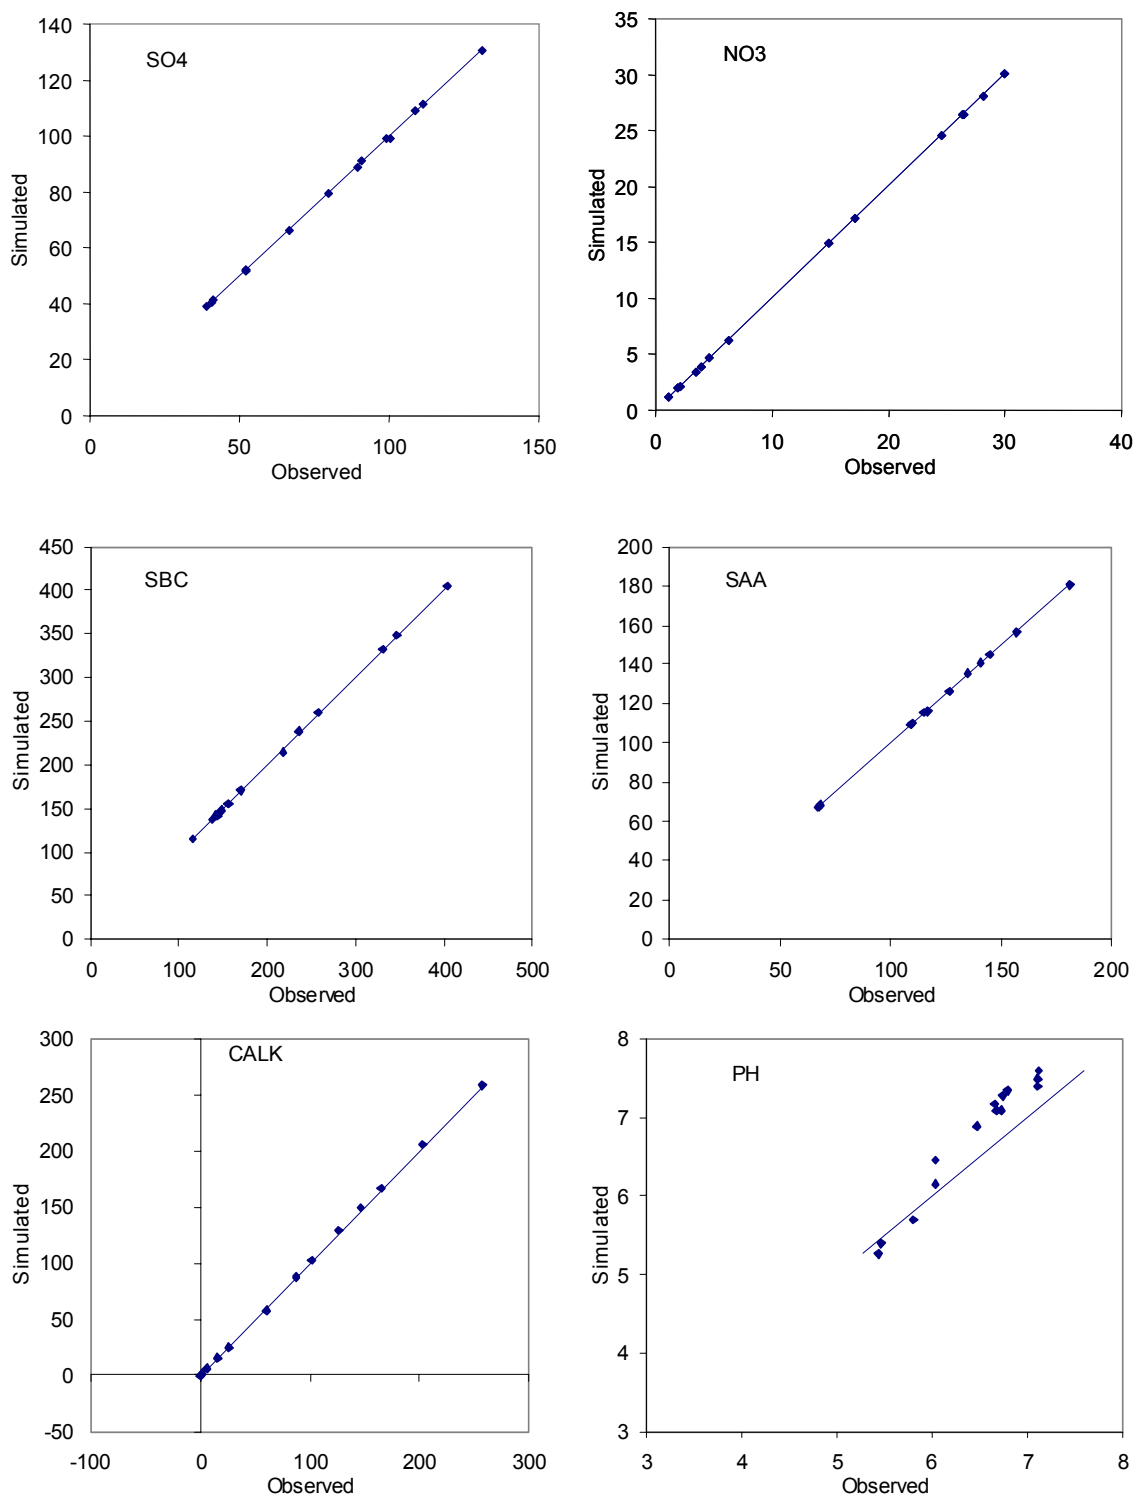 140
120
100
80
60
40
20
0
SO4
Simulated
0 50 100 150
Observed
35
30
25
20
15
10
5
0
NO3
Simulated
0 10 20 30 40
Observed
450
400
350
300
250
200
150
100
50
0
SBC
Simulated
0 100 200 300 400 500
Observed
200
180
160
140
120
100
80
60
40
20
0
SAA
Simulated
0 50 100 150 200
Observed
300
250
200
150
100
50
0
-50
CALK
Simulated
-100 0 100 200 300
Observed
8
7
6
5
4
3
PH
Simulated
3 4 5 6 7 8
Observed